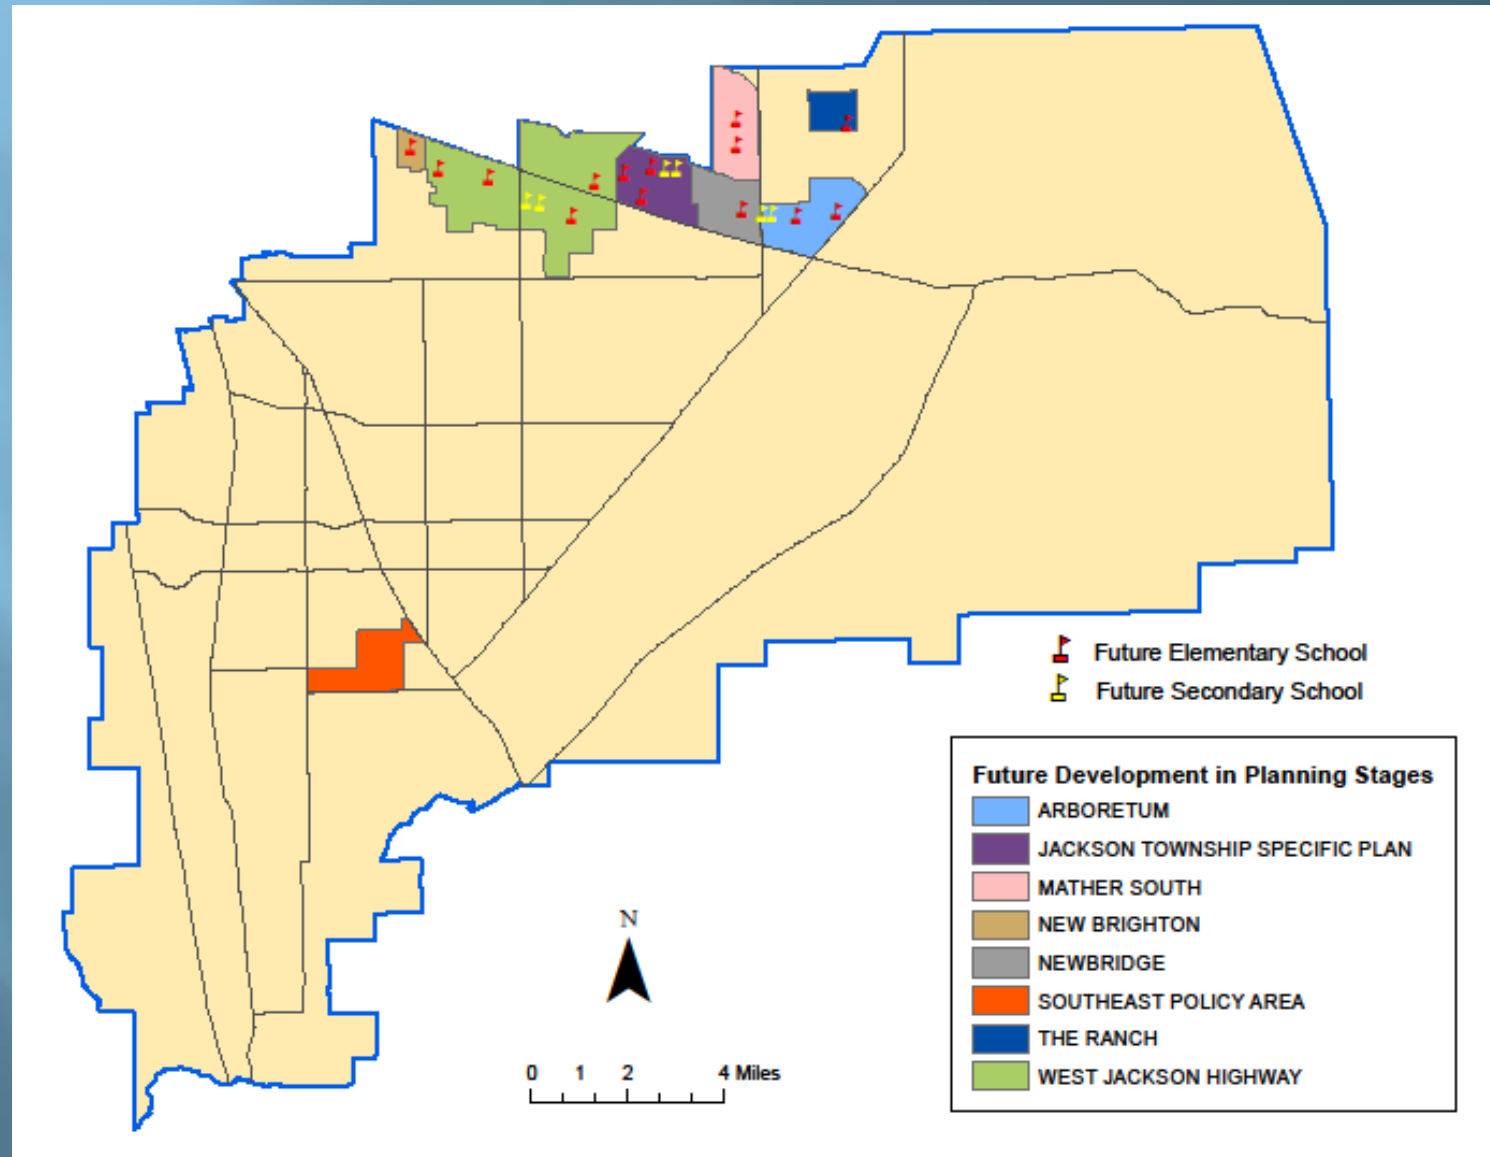 Future Elementary School
Future Secondary School
Future Development in Planning Stages
ARBORETUM
JACKSON TOWNSHIP SPECIFIC PLAN
MATHER SOUTH
NEW BRIGHTON
NEWBRIDGE
SOUTHEAST POLICY AREA
THE RANCH
WEST JACKSON HIGHWAY
N
0 1 2 4 Miles